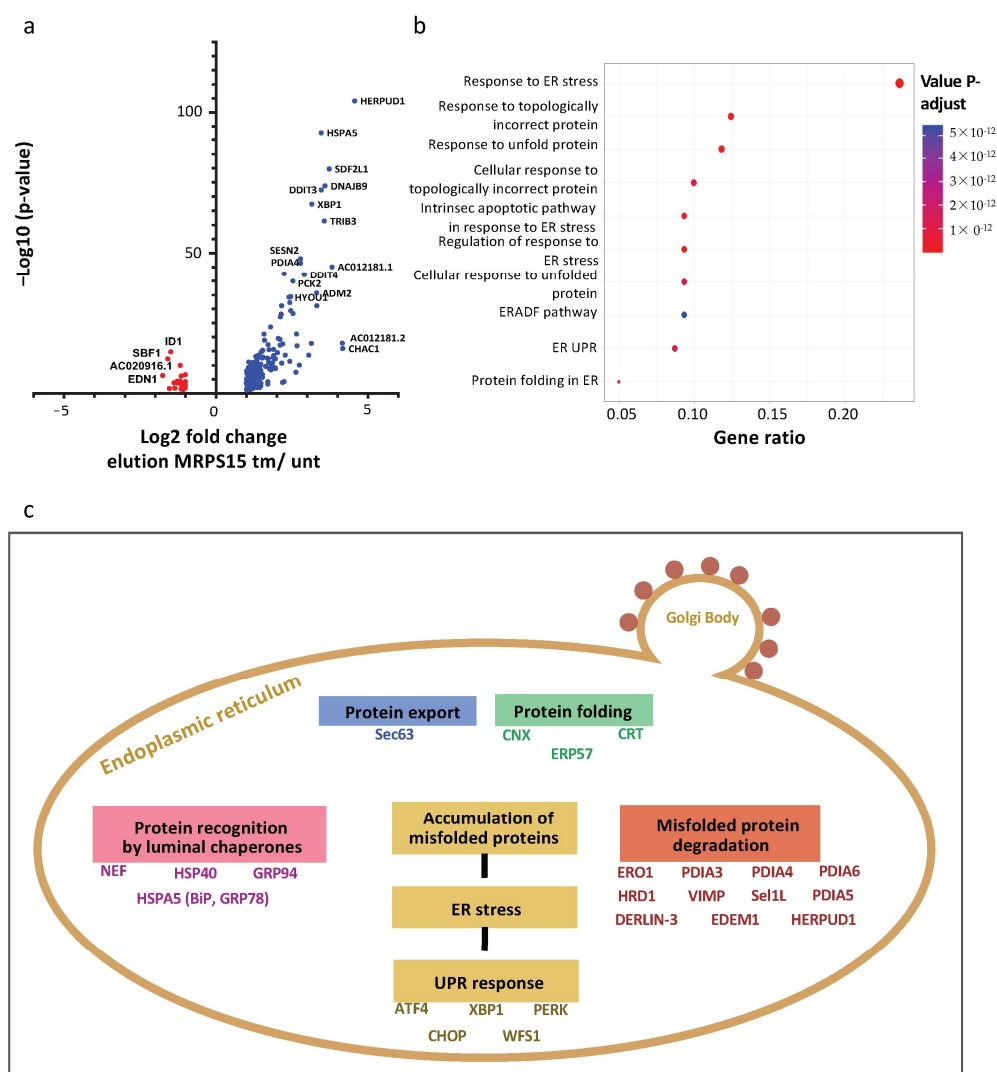 a
b
−Log10 (p-value)
100
50
0
−5
0
5
HERPUD1
HSPA5
SDF2L1
DNAJB9
DDIT3
XBP1
TRIB3
SESN2
PDIA4
AC012181.1
DDIT4
PCK2
ADM2
HYOU1
AC012181.2
CHAC1
ID1
SBF1
AC020916.1
EDN1
Log2 fold change
elution MRPS15 tm/ unt
Response to ER stress
Response to topologically
incorrect protein
Response to unfold protein
Cellular response to
topologically incorrect protein
Intrinsec apoptotic pathway
in response to ER stress
Regulation of response to
ER stress
Cellular response to unfolded
protein
ERADF pathway
ER UPR
Protein folding in ER
0.05
0.10
0.15
0.20
Gene ratio
Value P-
adjust
5×10⁻¹²
4×10⁻¹²
3×10⁻¹²
2×10⁻¹²
1× 0⁻¹²
c
Golgi Body
Endoplasmic reticulum
Protein export
Sec63
Protein folding
CNX
CRT
ERP57
Protein recognition
by luminal chaperones
NEF HSP40 GRP94
HSPA5 (BiP, GRP78)
Accumulation of
misfolded proteins
ER stress
UPR response
ATF4 XBP1 PERK
CHOP WFS1
Misfolded protein
degradation
ERO1 PDIA3 PDIA4 PDIA6
HRD1 VIMP Sel1L PDIA5
DERLIN-3 EDEM1 HERPUD1